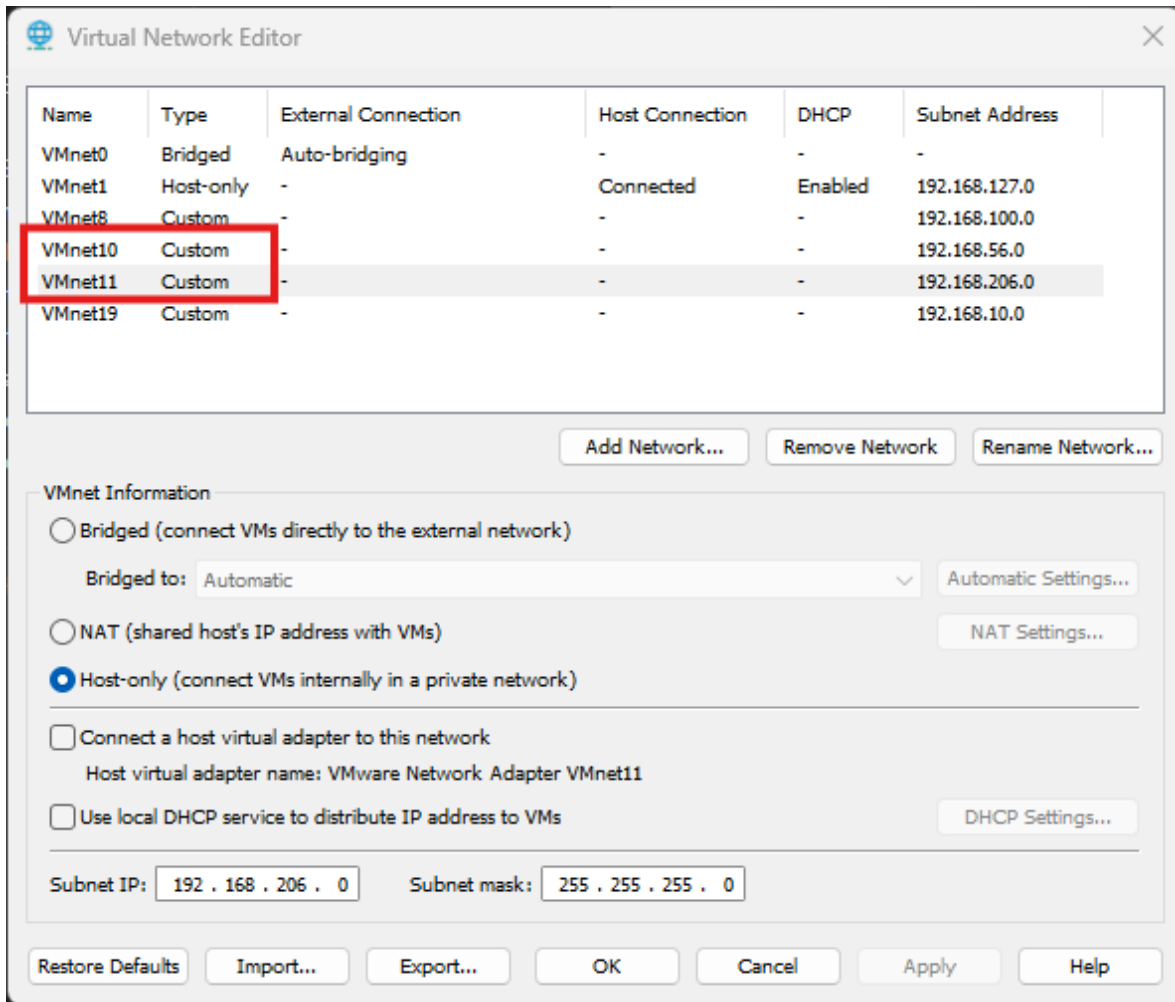 Virtual Network Editor
Name Type External Connection Host Connection DHCP Subnet Address
VMnet0 Bridged Auto-bridging - - -
VMnet1 Host-only - Connected Enabled 192.168.127.0
VMnet8 Custom - - - 192.168.100.0
VMnet10 Custom - - - 192.168.56.0
VMnet11 Custom - - - 192.168.206.0
VMnet19 Custom - - - 192.168.10.0
Add Network... Remove Network Rename Network...
VMnet Information
Bridged (connect VMs directly to the external network)
Bridged to: Automatic Automatic Settings...
NAT (shared host's IP address with VMs) NAT Settings...
Host-only (connect VMs internally in a private network)
Connect a host virtual adapter to this network
Host virtual adapter name: VMware Network Adapter VMnet11
Use local DHCP service to distribute IP address to VMs DHCP Settings...
Subnet IP: 192 . 168 . 206 . 0 Subnet mask: 255 . 255 . 255 . 0
Restore Defaults Import... Export... OK Cancel Apply Help